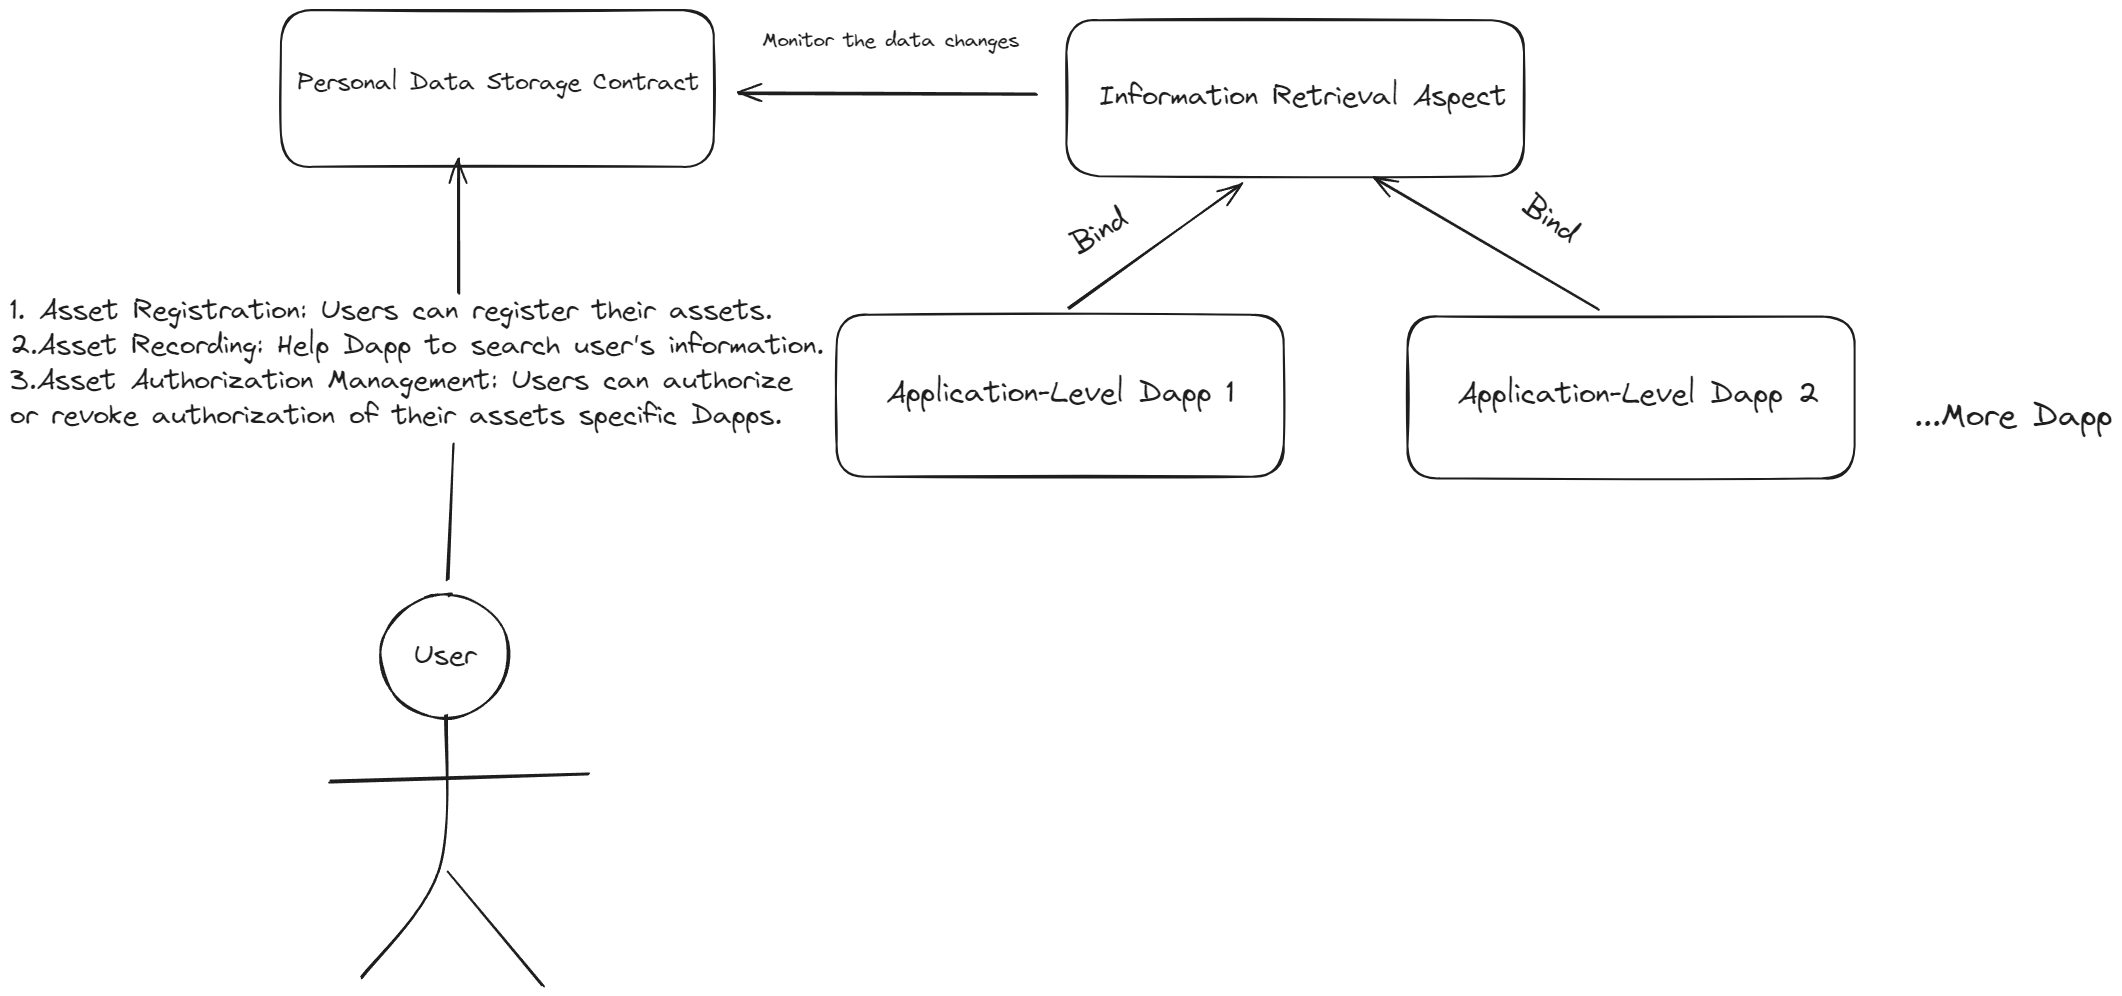 Personal Data Storage Contract
Monitor the data changes
Information Retrieval Aspect
Bind
Bind
1. Asset Registration: Users can register their assets.
2.Asset Recording: Help Dapp to search user's information.
3.Asset Authorization Management: Users can authorize
or revoke authorization of their assets specific Dapps.
Application-Level Dapp 1
Application-Level Dapp 2
...More Dapp
User